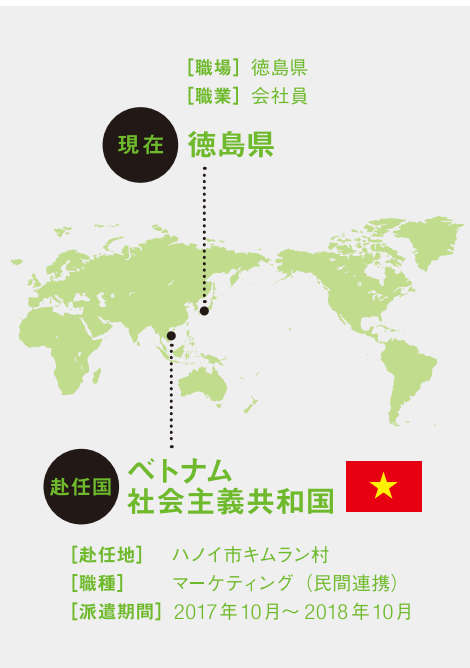 [職場] 徳島県
[職業] 会社員
現在 徳島県
赴任国 ベトナム
社会主義共和国
[赴任地] ハノイ市キムラン村
[職種] マーケティング（民間連携）
[派遣期間] 2017年10月〜2018年10月